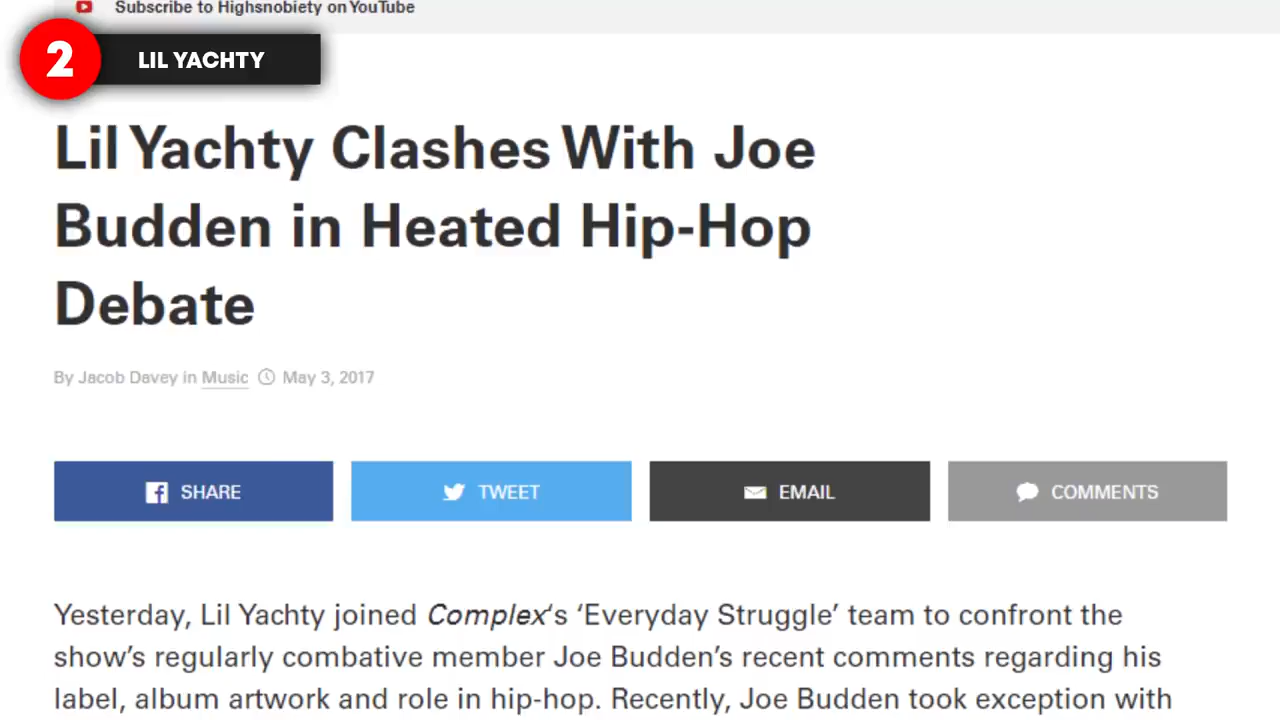 Subscribe to Highsnobiety on YouTube
2
LIL YACHTY
Lil Yachty Clashes With Joe
Budden in Heated Hip-Hop
Debate
By Jacob Davey in Music May 3, 2017
SHARE
TWEET
EMAIL
COMMENTS
Yesterday, Lil Yachty joined Complex‘s ‘Everyday Struggle’ team to confront the
show’s regularly combative member Joe Budden’s recent comments regarding his
label, album artwork and role in hip-hop. Recently, Joe Budden took exception with